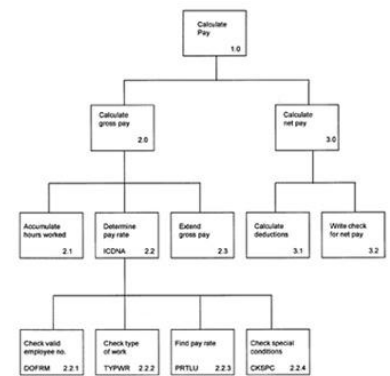 Calculate
Pay
1.0
Calculate
gross pay
2.0
Calculate
net pay
3.0
Accumulate
hours worked
2.1
Determine
pay rate
ICDNA 2.2
Extend
gross pay
2.3
Calculate
deductions
3.1
Write check
for net pay
3.2
Check valid
employee no.
DOFRM 2.2.1
Check type
of work
TYPWR 2.2.2
Find pay rate
PRTLU 2.2.3
Check special
conditions
CKSPC 2.2.4